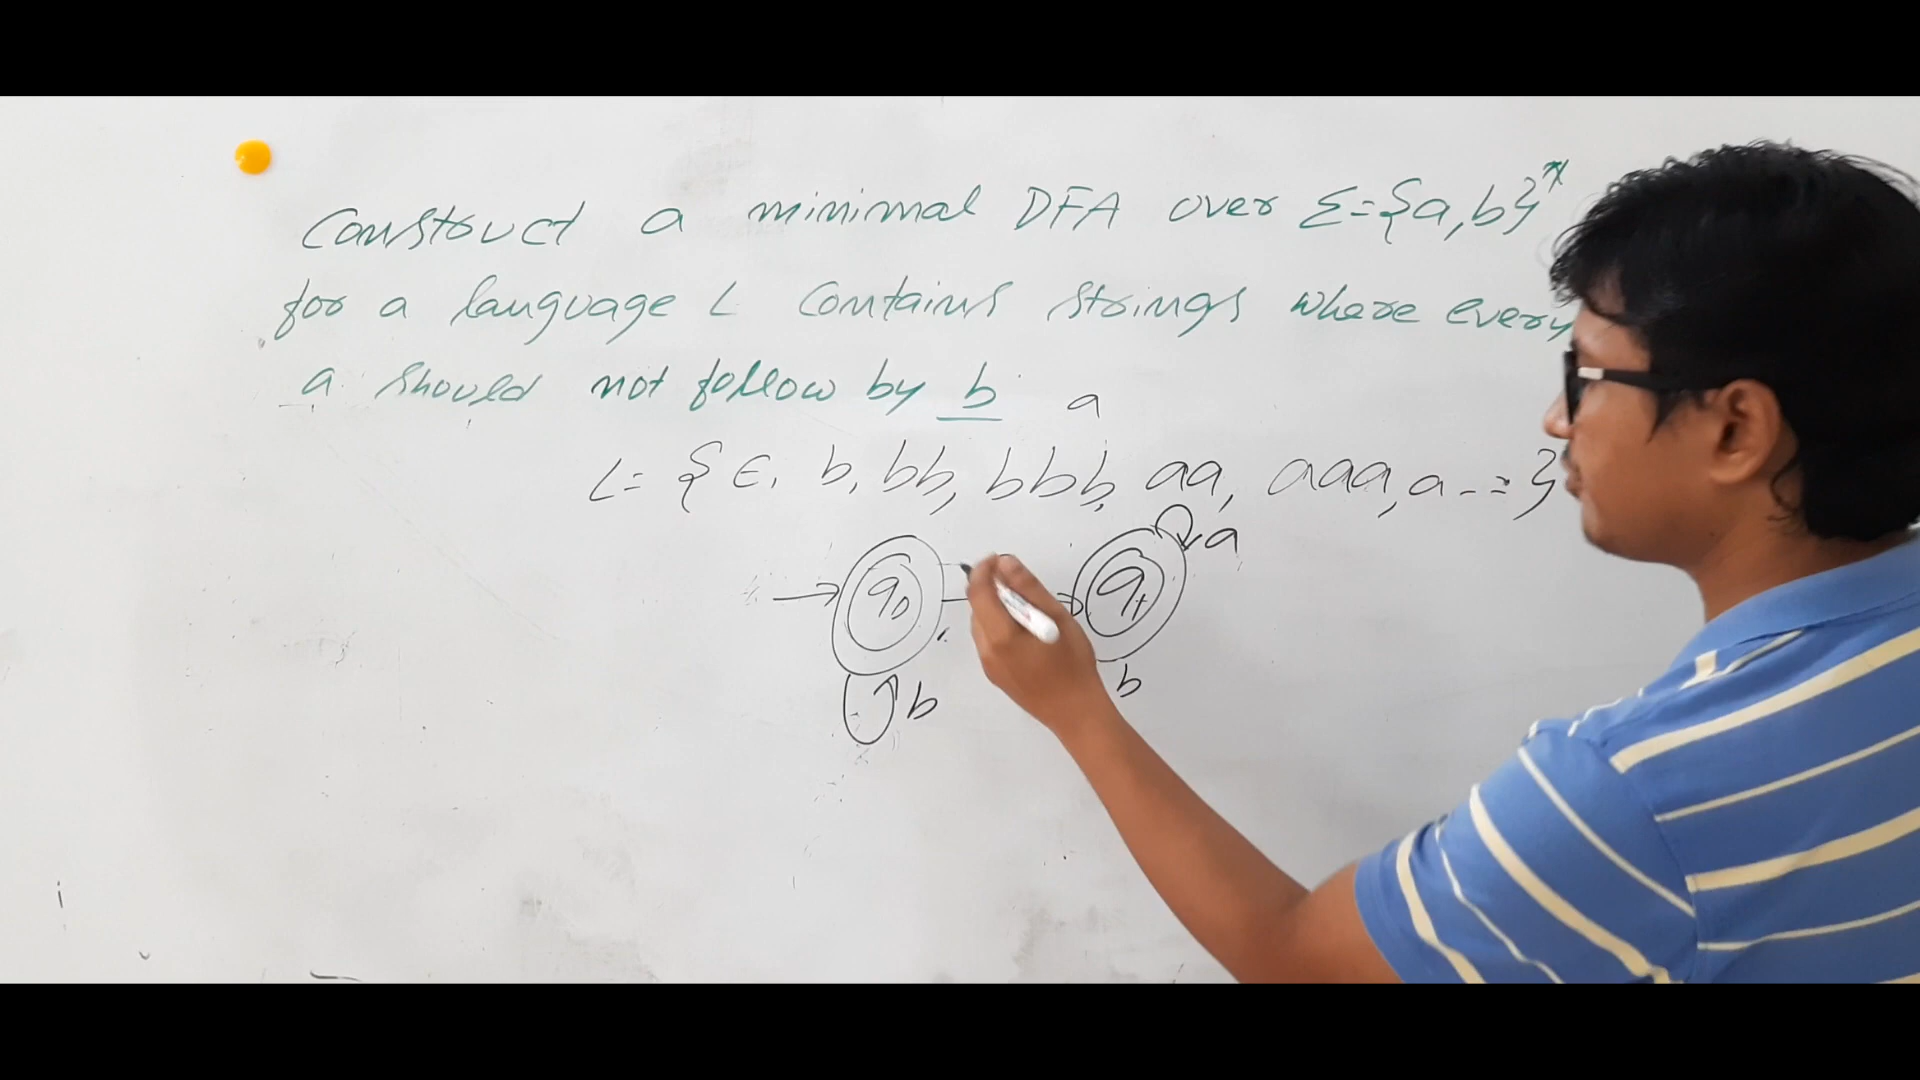 Construct a minimal DFA over Σ={a,b}*
for a language L contains strings where every
a should not follow by b
a
L= {ϵ, b, bb, bbb, aa, aaa, a --= }
a
q0
q1
b
b